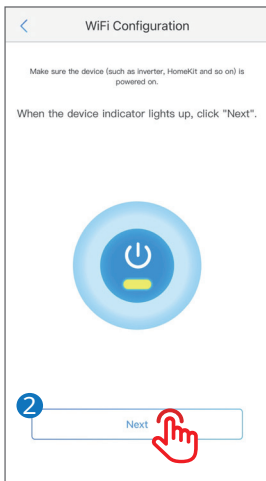 WiFi Configuration
Make sure the device (such as inverter, HomeKit and so on) is
powered on.
When the device indicator lights up, click "Next".
2
Next